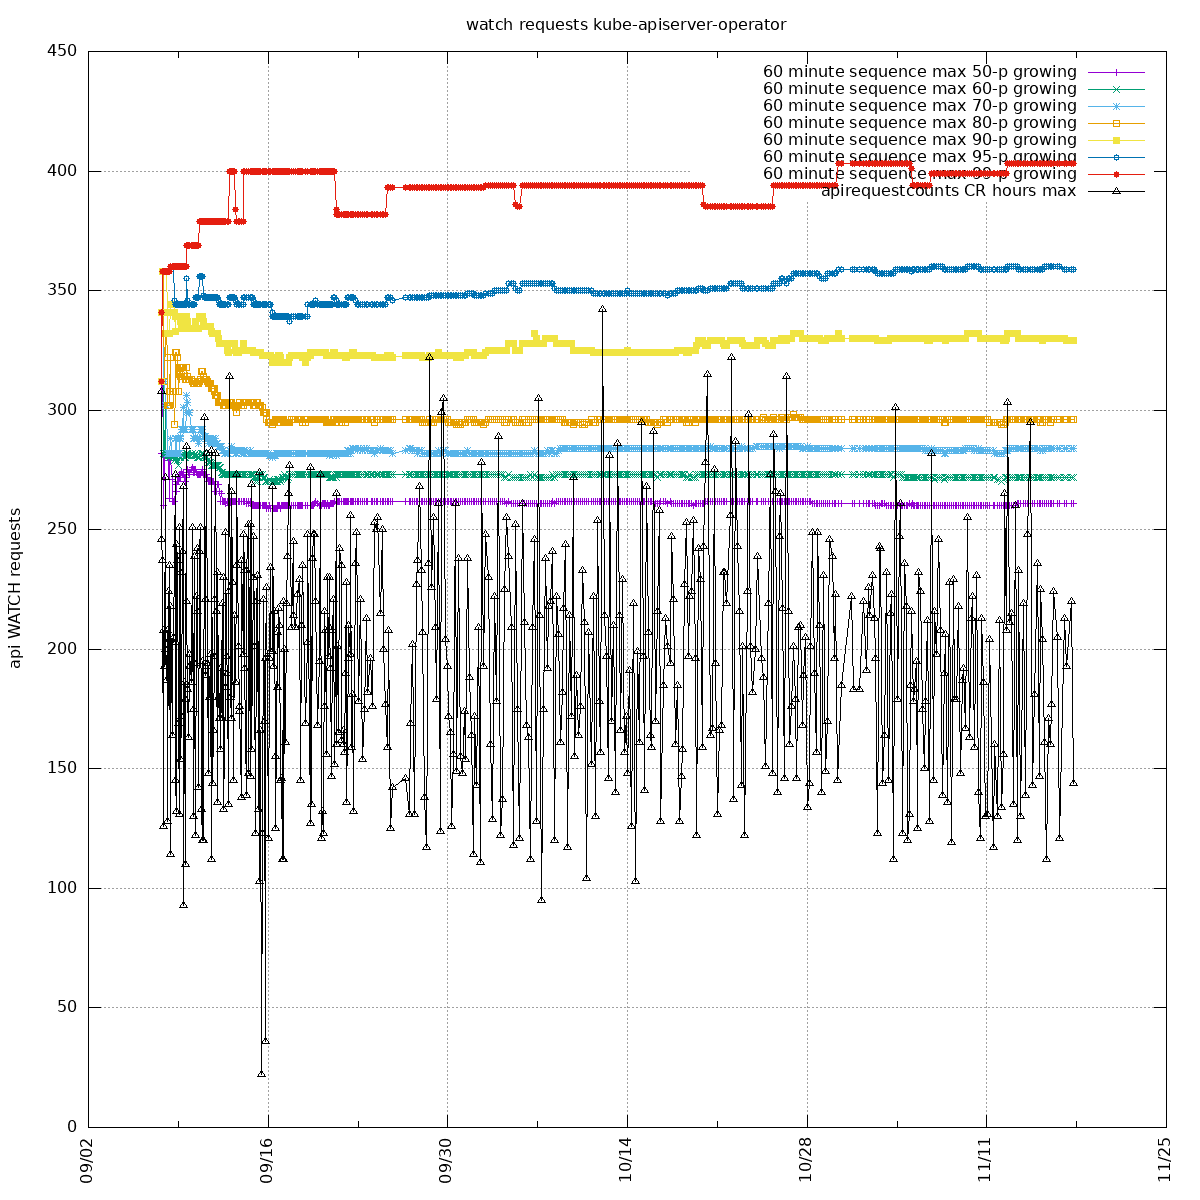 watch requests kube-apiserver-operator
450
400
350
300
250
200
150
100
50
0
api WATCH requests
60 minute sequence max 50-p growing
60 minute sequence max 60-p growing
60 minute sequence max 70-p growing
60 minute sequence max 80-p growing
60 minute sequence max 90-p growing
60 minute sequence max 95-p growing
60 minute sequence max 99-p growing
apirequestcounts CR hours max
09/02
09/16
09/30
10/14
10/28
11/11
11/25